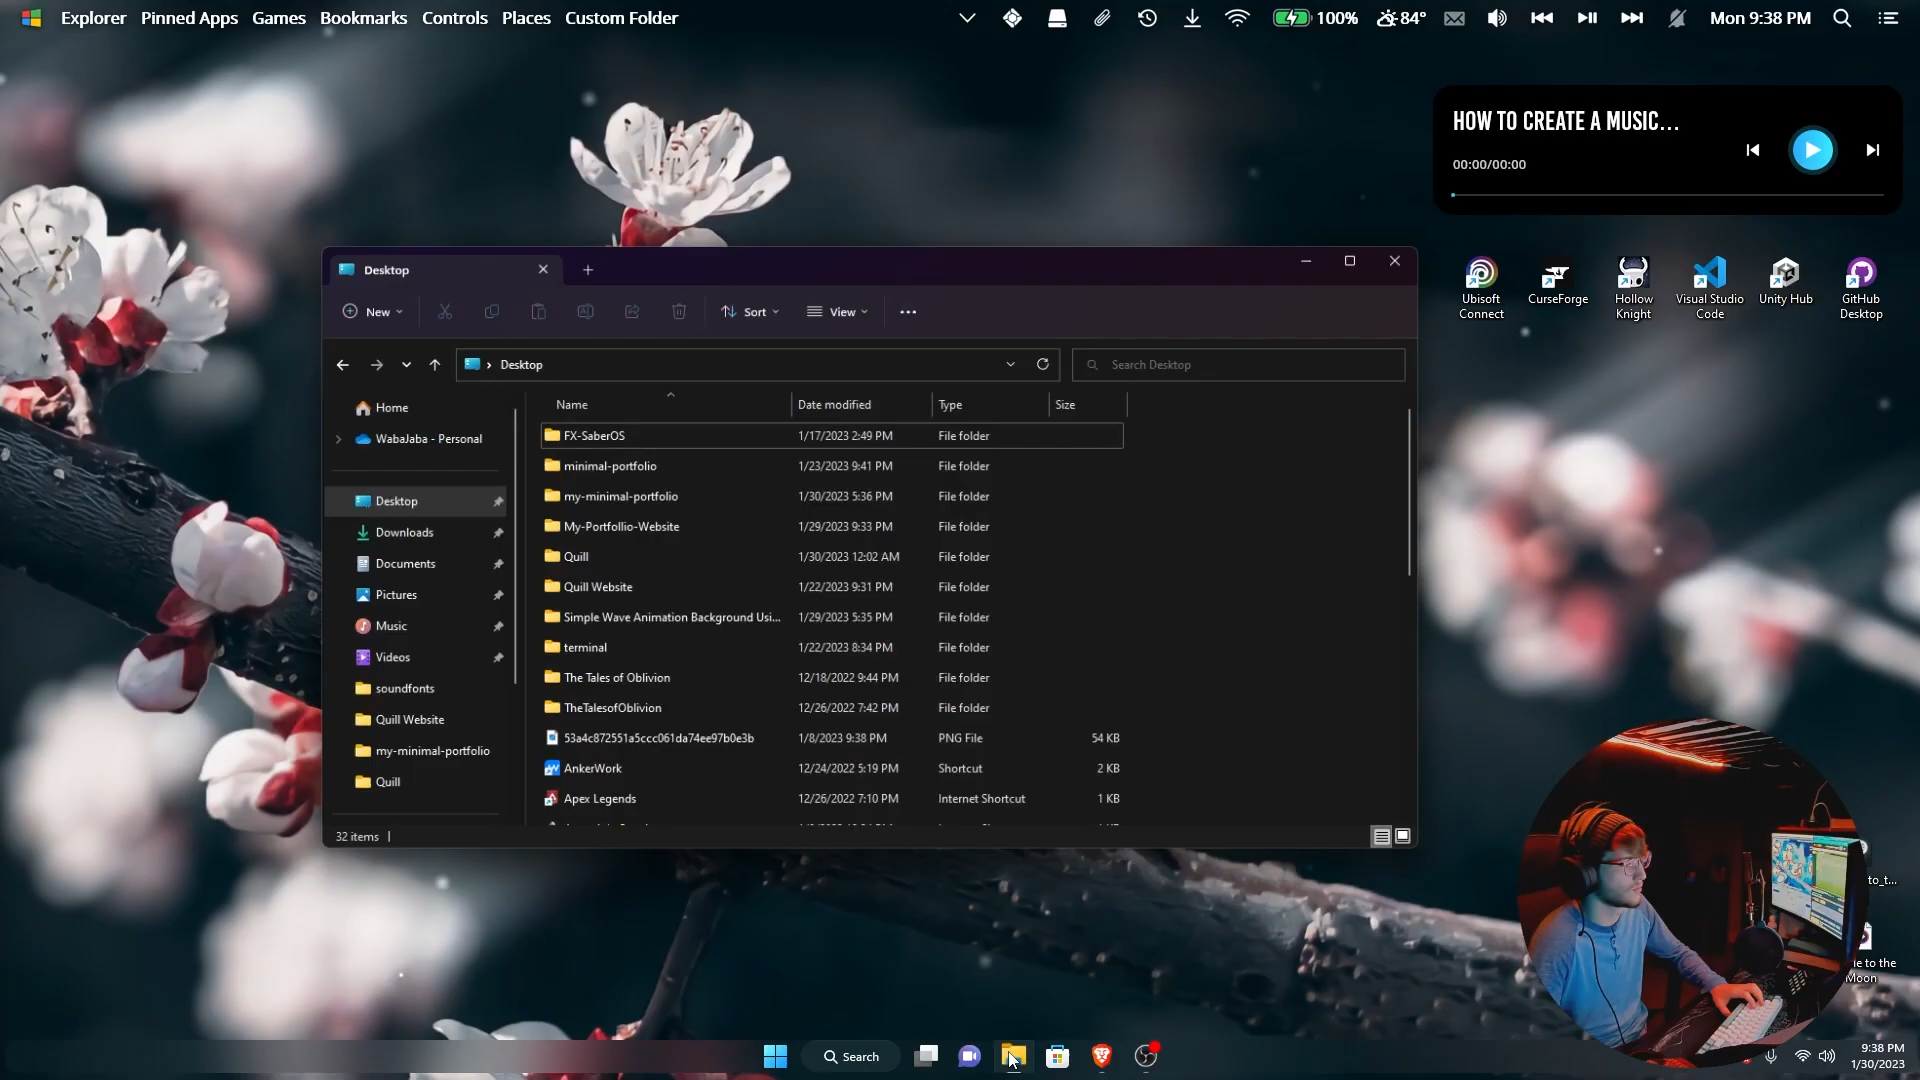 Explorer Pinned Apps Games Bookmarks Controls Places Custom Folder
100% 84° Mon 9:38 PM
HOW TO CREATE A MUSIC...
00:00/00:00
Ubisoft Connect
CurseForge
Hollow Knight
Visual Studio Code
Unity Hub
GitHub Desktop
Desktop
New Sort View
Desktop
Search Desktop
Home
WabaJaba - Personal
Desktop
Downloads
Documents
Pictures
Music
Videos
soundfonts
Quill Website
my-minimal-portfolio
Quill
Name Date modified Type Size
FX-SaberOS 1/17/2023 2:49 PM File folder
minimal-portfolio 1/23/2023 9:41 PM File folder
my-minimal-portfolio 1/30/2023 5:36 PM File folder
My-Portfollio-Website 1/29/2023 9:33 PM File folder
Quill 1/30/2023 12:02 AM File folder
Quill Website 1/22/2023 9:31 PM File folder
Simple Wave Animation Background Usi... 1/29/2023 5:35 PM File folder
terminal 1/22/2023 8:34 PM File folder
The Tales of Oblivion 12/18/2022 9:44 PM File folder
TheTalesofOblivion 12/26/2022 7:42 PM File folder
53a4c872551a5ccc061da74ee97b0e3b 1/8/2023 9:38 PM PNG File 54 KB
AnkerWork 12/24/2022 5:19 PM Shortcut 2 KB
Apex Legends 12/26/2022 7:10 PM Internet Shortcut 1 KB
32 items
to_t...
le to the
Moon
Search
9:38 PM
1/30/2023